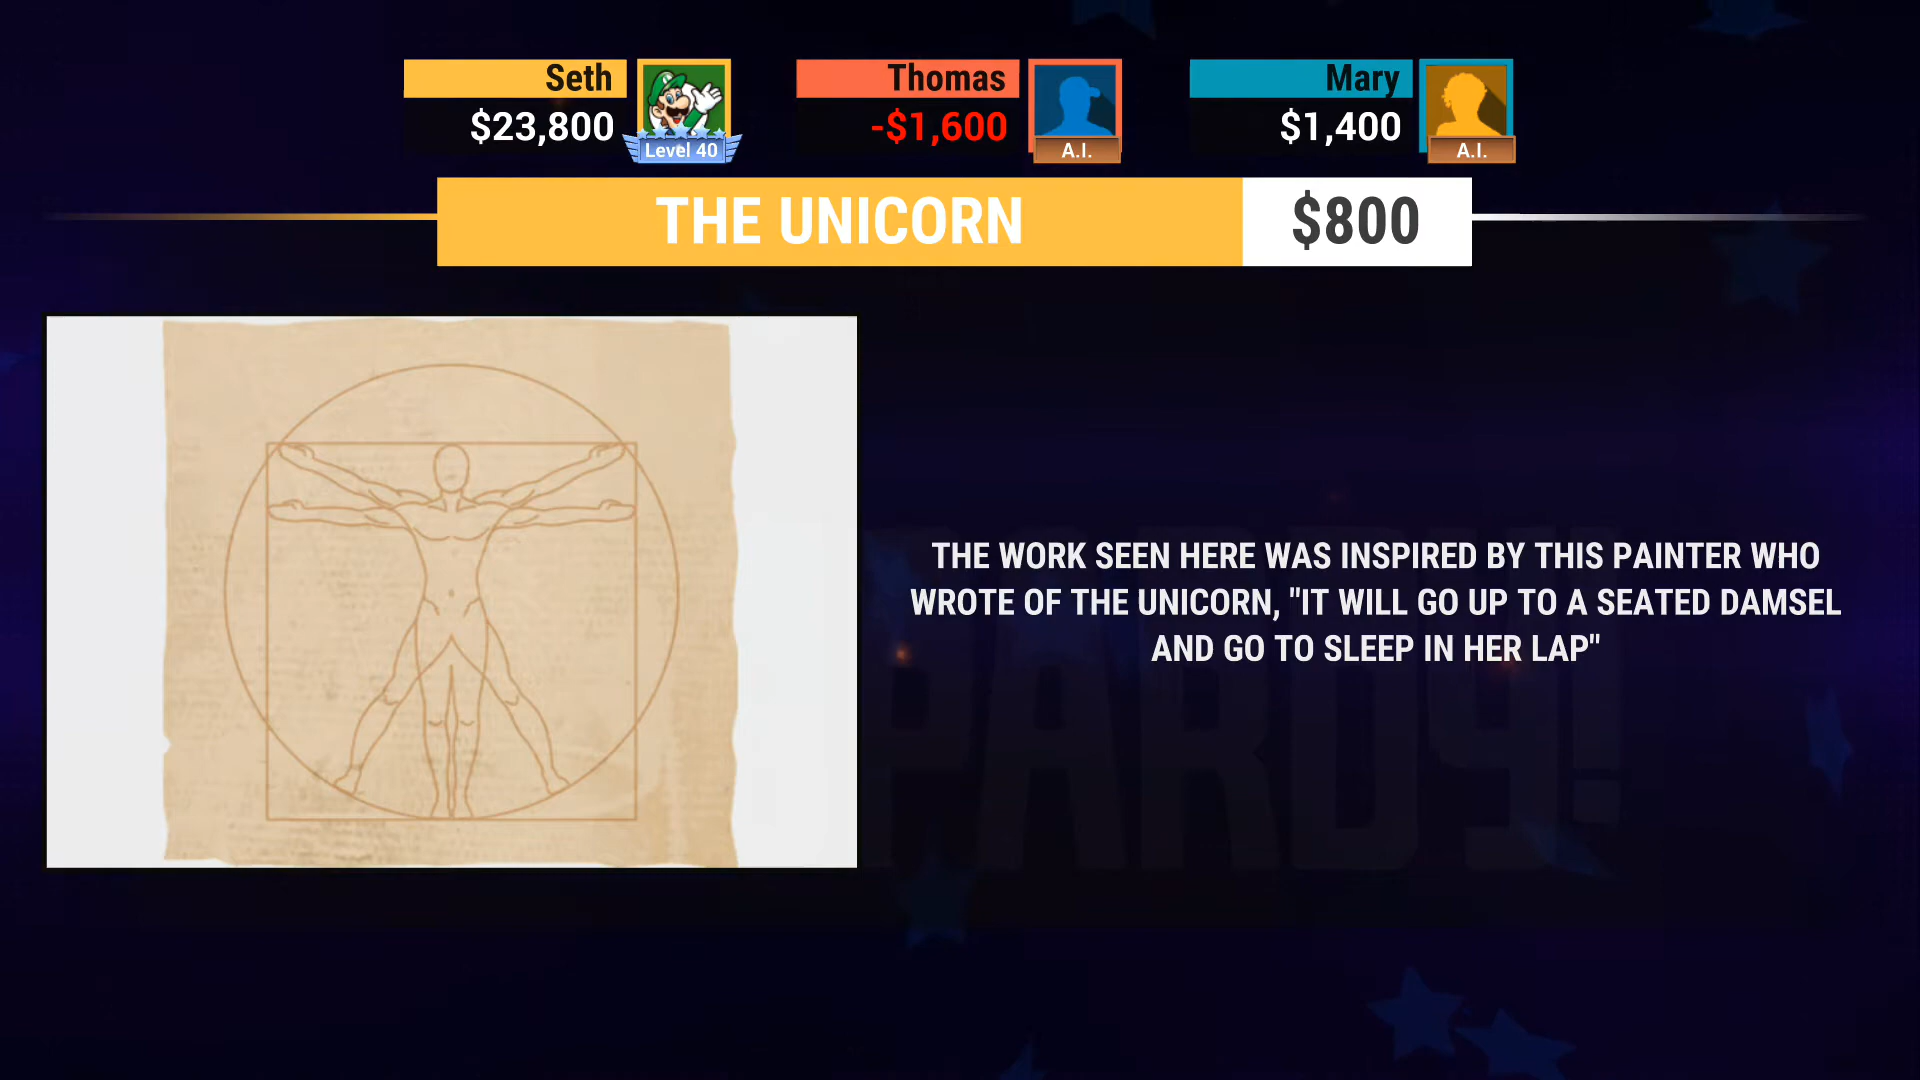 Seth
$23,800
Level 40
Thomas
-$1,600
A.I.
Mary
$1,400
A.I.
THE UNICORN
$800
THE WORK SEEN HERE WAS INSPIRED BY THIS PAINTER WHO
WROTE OF THE UNICORN, "IT WILL GO UP TO A SEATED DAMSEL
AND GO TO SLEEP IN HER LAP"
PARDY!